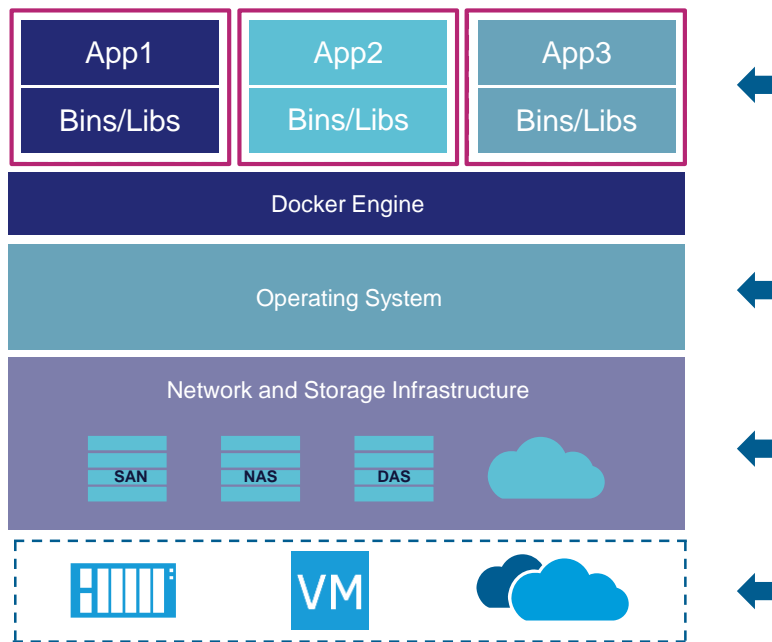 App1
App2
App3
Bins/Libs
Bins/Libs
Bins/Libs
Docker Engine
Operating System
Network and Storage Infrastructure
SAN
NAS
DAS
VM